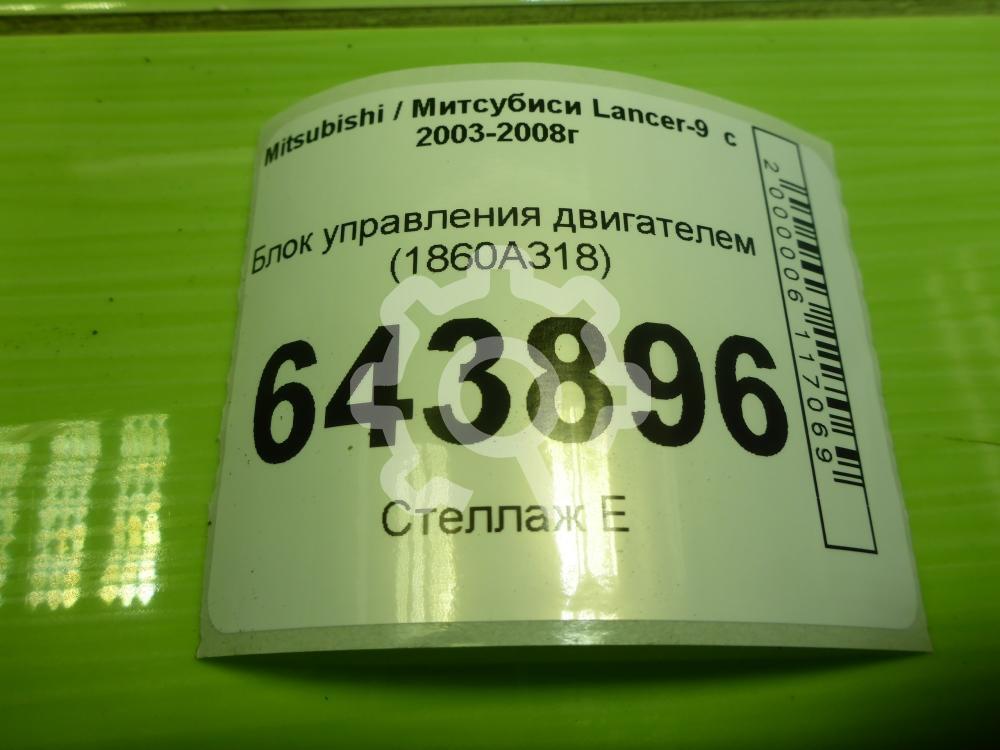 Mitsubishi / Митсубиси Lancer-9 с
2003-2008г
Блок управления двигателем
(1860A318)
643896
Стеллаж E
2000006117069